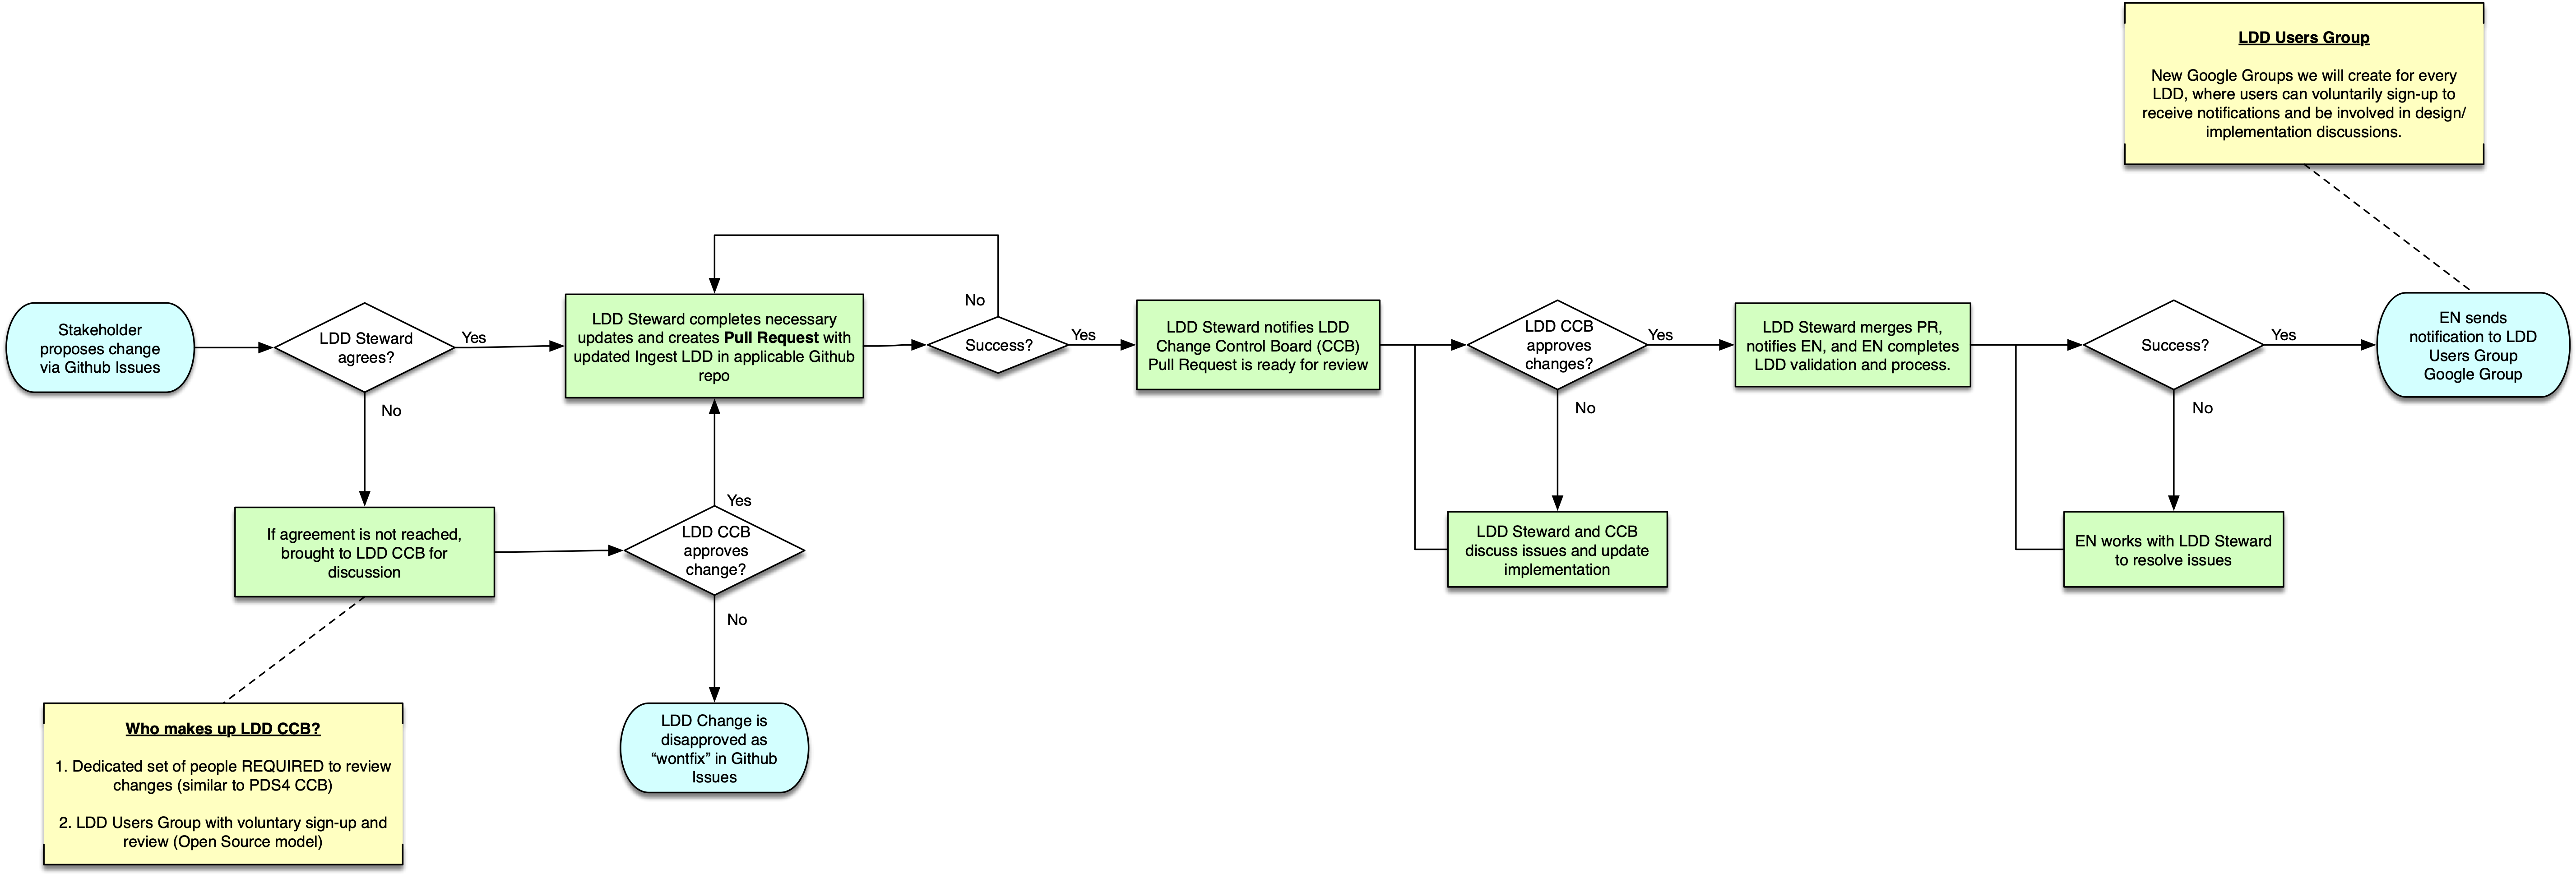 LDD Users Group
New Google Groups we will create for every
LDD, where users can voluntarily sign-up to
receive notifications and be involved in design/
implementation discussions.
Stakeholder
proposes change
via Github Issues
LDD Steward
agrees?
Yes
No
LDD Steward completes necessary
updates and creates Pull Request with
updated Ingest LDD in applicable Github
repo
No
Success?
Yes
LDD Steward notifies LDD
Change Control Board (CCB)
Pull Request is ready for review
LDD CCB
approves
changes?
Yes
No
LDD Steward merges PR,
notifies EN, and EN completes
LDD validation and process.
Success?
Yes
No
EN sends
notification to LDD
Users Group
Google Group
If agreement is not reached,
brought to LDD CCB for
discussion
Yes
LDD CCB
approves
change?
No
LDD Steward and CCB
discuss issues and update
implementation
EN works with LDD Steward
to resolve issues
Who makes up LDD CCB?
1. Dedicated set of people REQUIRED to review
changes (similar to PDS4 CCB)
2. LDD Users Group with voluntary sign-up and
review (Open Source model)
LDD Change is
disapproved as
“wontfix” in Github
Issues